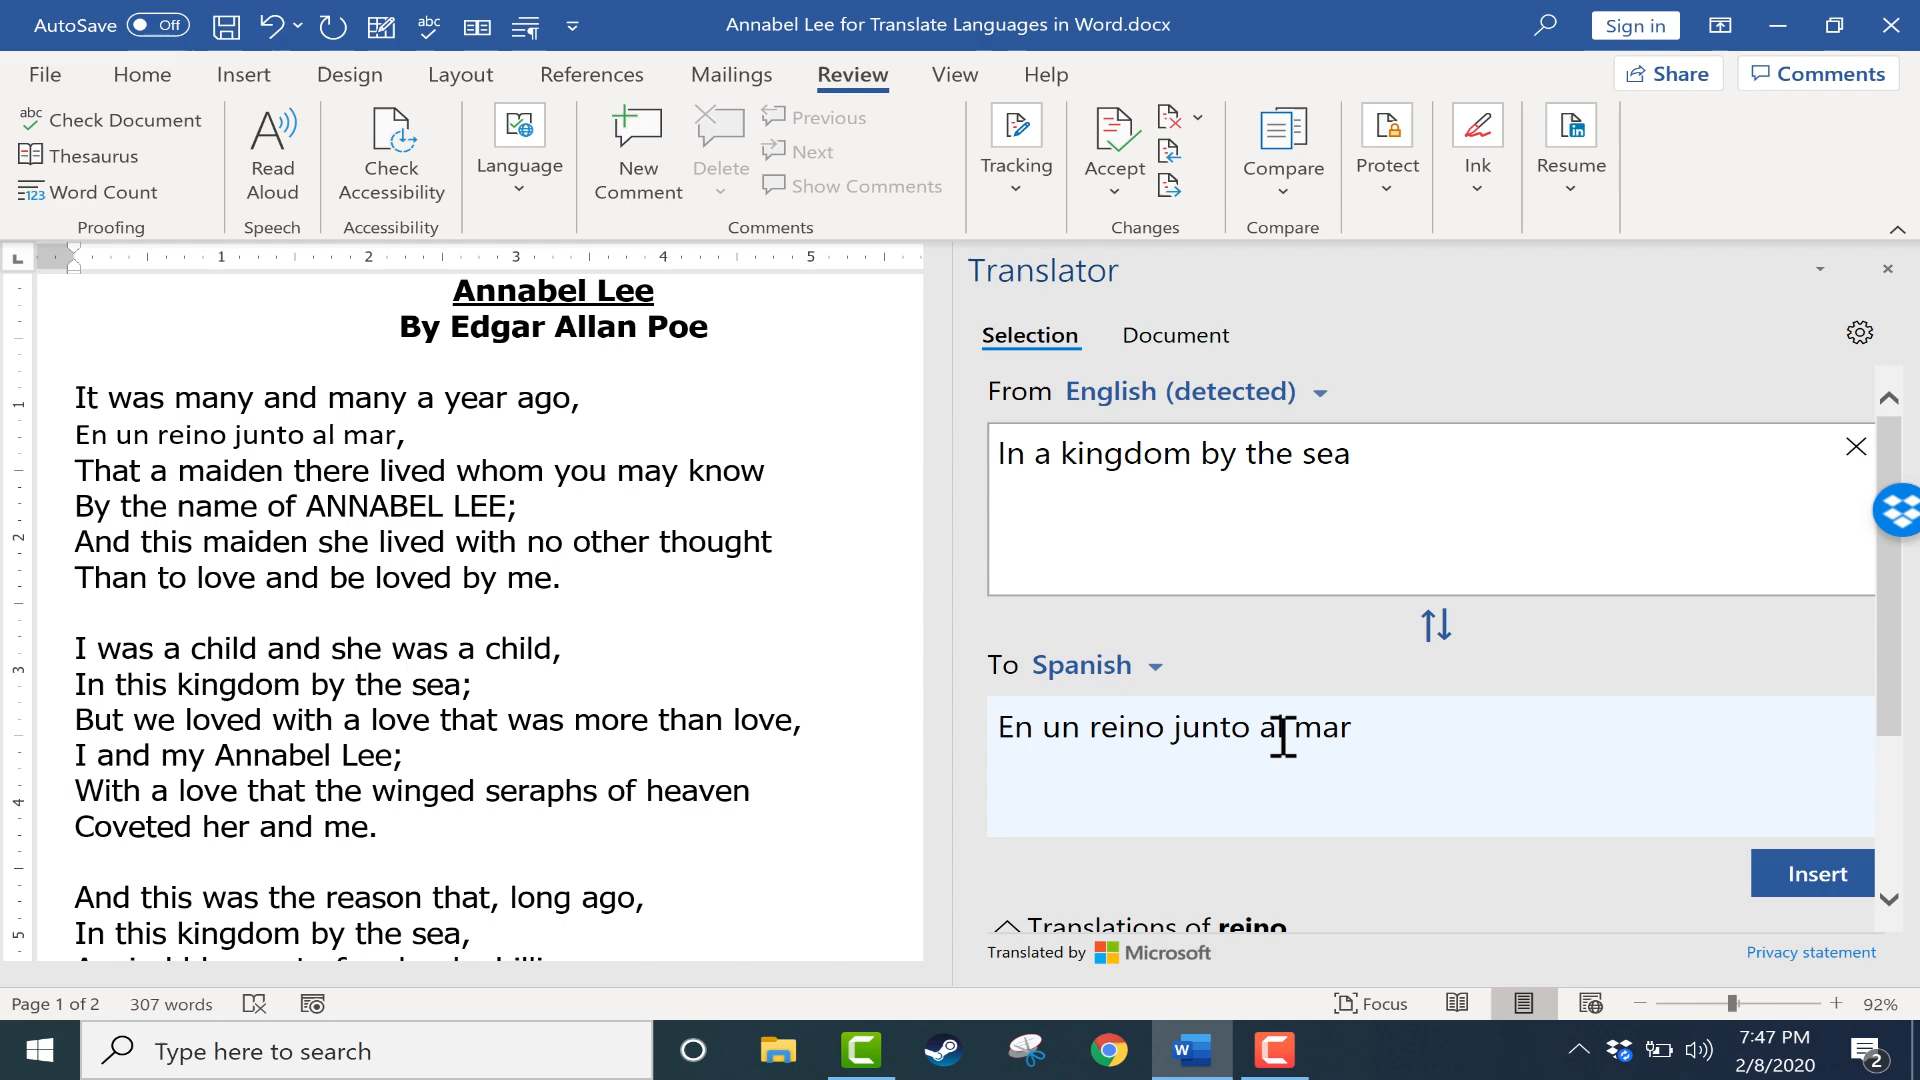 AutoSave Off
Annabel Lee for Translate Languages in Word.docx
Sign in
File Home Insert Design Layout References Mailings Review View Help
Share Comments
abc Check Document
Thesaurus
123 Word Count
Proofing
Read Aloud
Speech
Check Accessibility
Accessibility
Language
New Comment
Delete
Previous
Next
Show Comments
Comments
Tracking
Accept
Changes
Compare
Compare
Protect
Ink
Resume
1 2 3 4 5
Annabel Lee
By Edgar Allan Poe
It was many and many a year ago,
En un reino junto al mar,
That a maiden there lived whom you may know
By the name of ANNABEL LEE;
And this maiden she lived with no other thought
Than to love and be loved by me.
I was a child and she was a child,
In this kingdom by the sea;
But we loved with a love that was more than love,
I and my Annabel Lee;
With a love that the winged seraphs of heaven
Coveted her and me.
And this was the reason that, long ago,
In this kingdom by the sea,
Translator
Selection Document
From English (detected)
In a kingdom by the sea
To Spanish
En un reino junto al mar
Insert
Translations of reino
Translated by Microsoft
Privacy statement
Page 1 of 2 307 words
Focus
92%
Type here to search
7:47 PM
2/8/2020
2